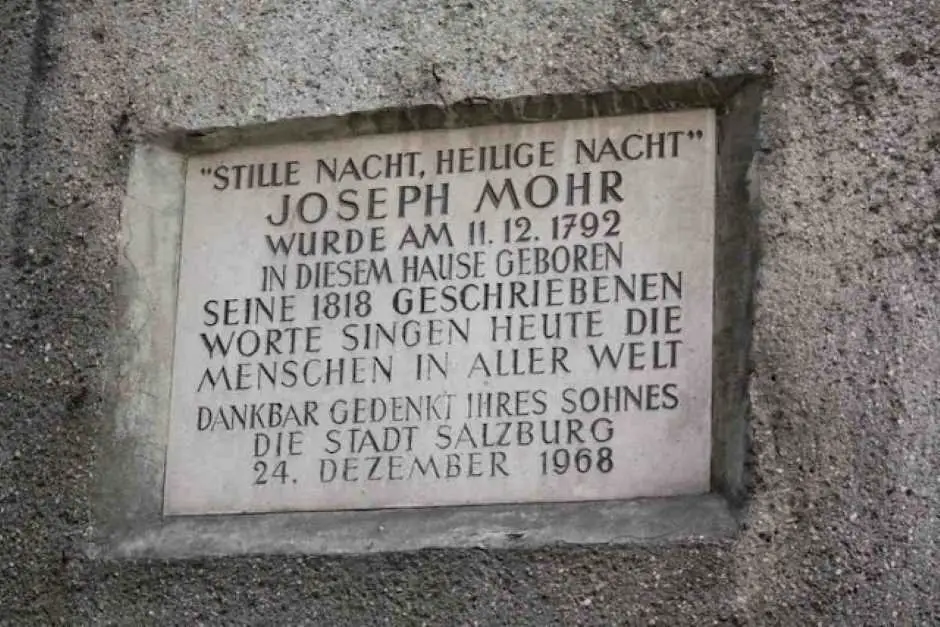 "STILLE NACHT, HEILIGE NACHT"
JOSEPH MOHR
WURDE AM 11. 12. 1792
IN DIESEM HAUSE GEBOREN
SEINE 1818 GESCHRIEBENEN
WORTE SINGEN HEUTE DIE
MENSCHEN IN ALLER WELT
DANKBAR GEDENKT IHRES SOHNES
DIE STADT SALZBURG
24. DEZEMBER 1968